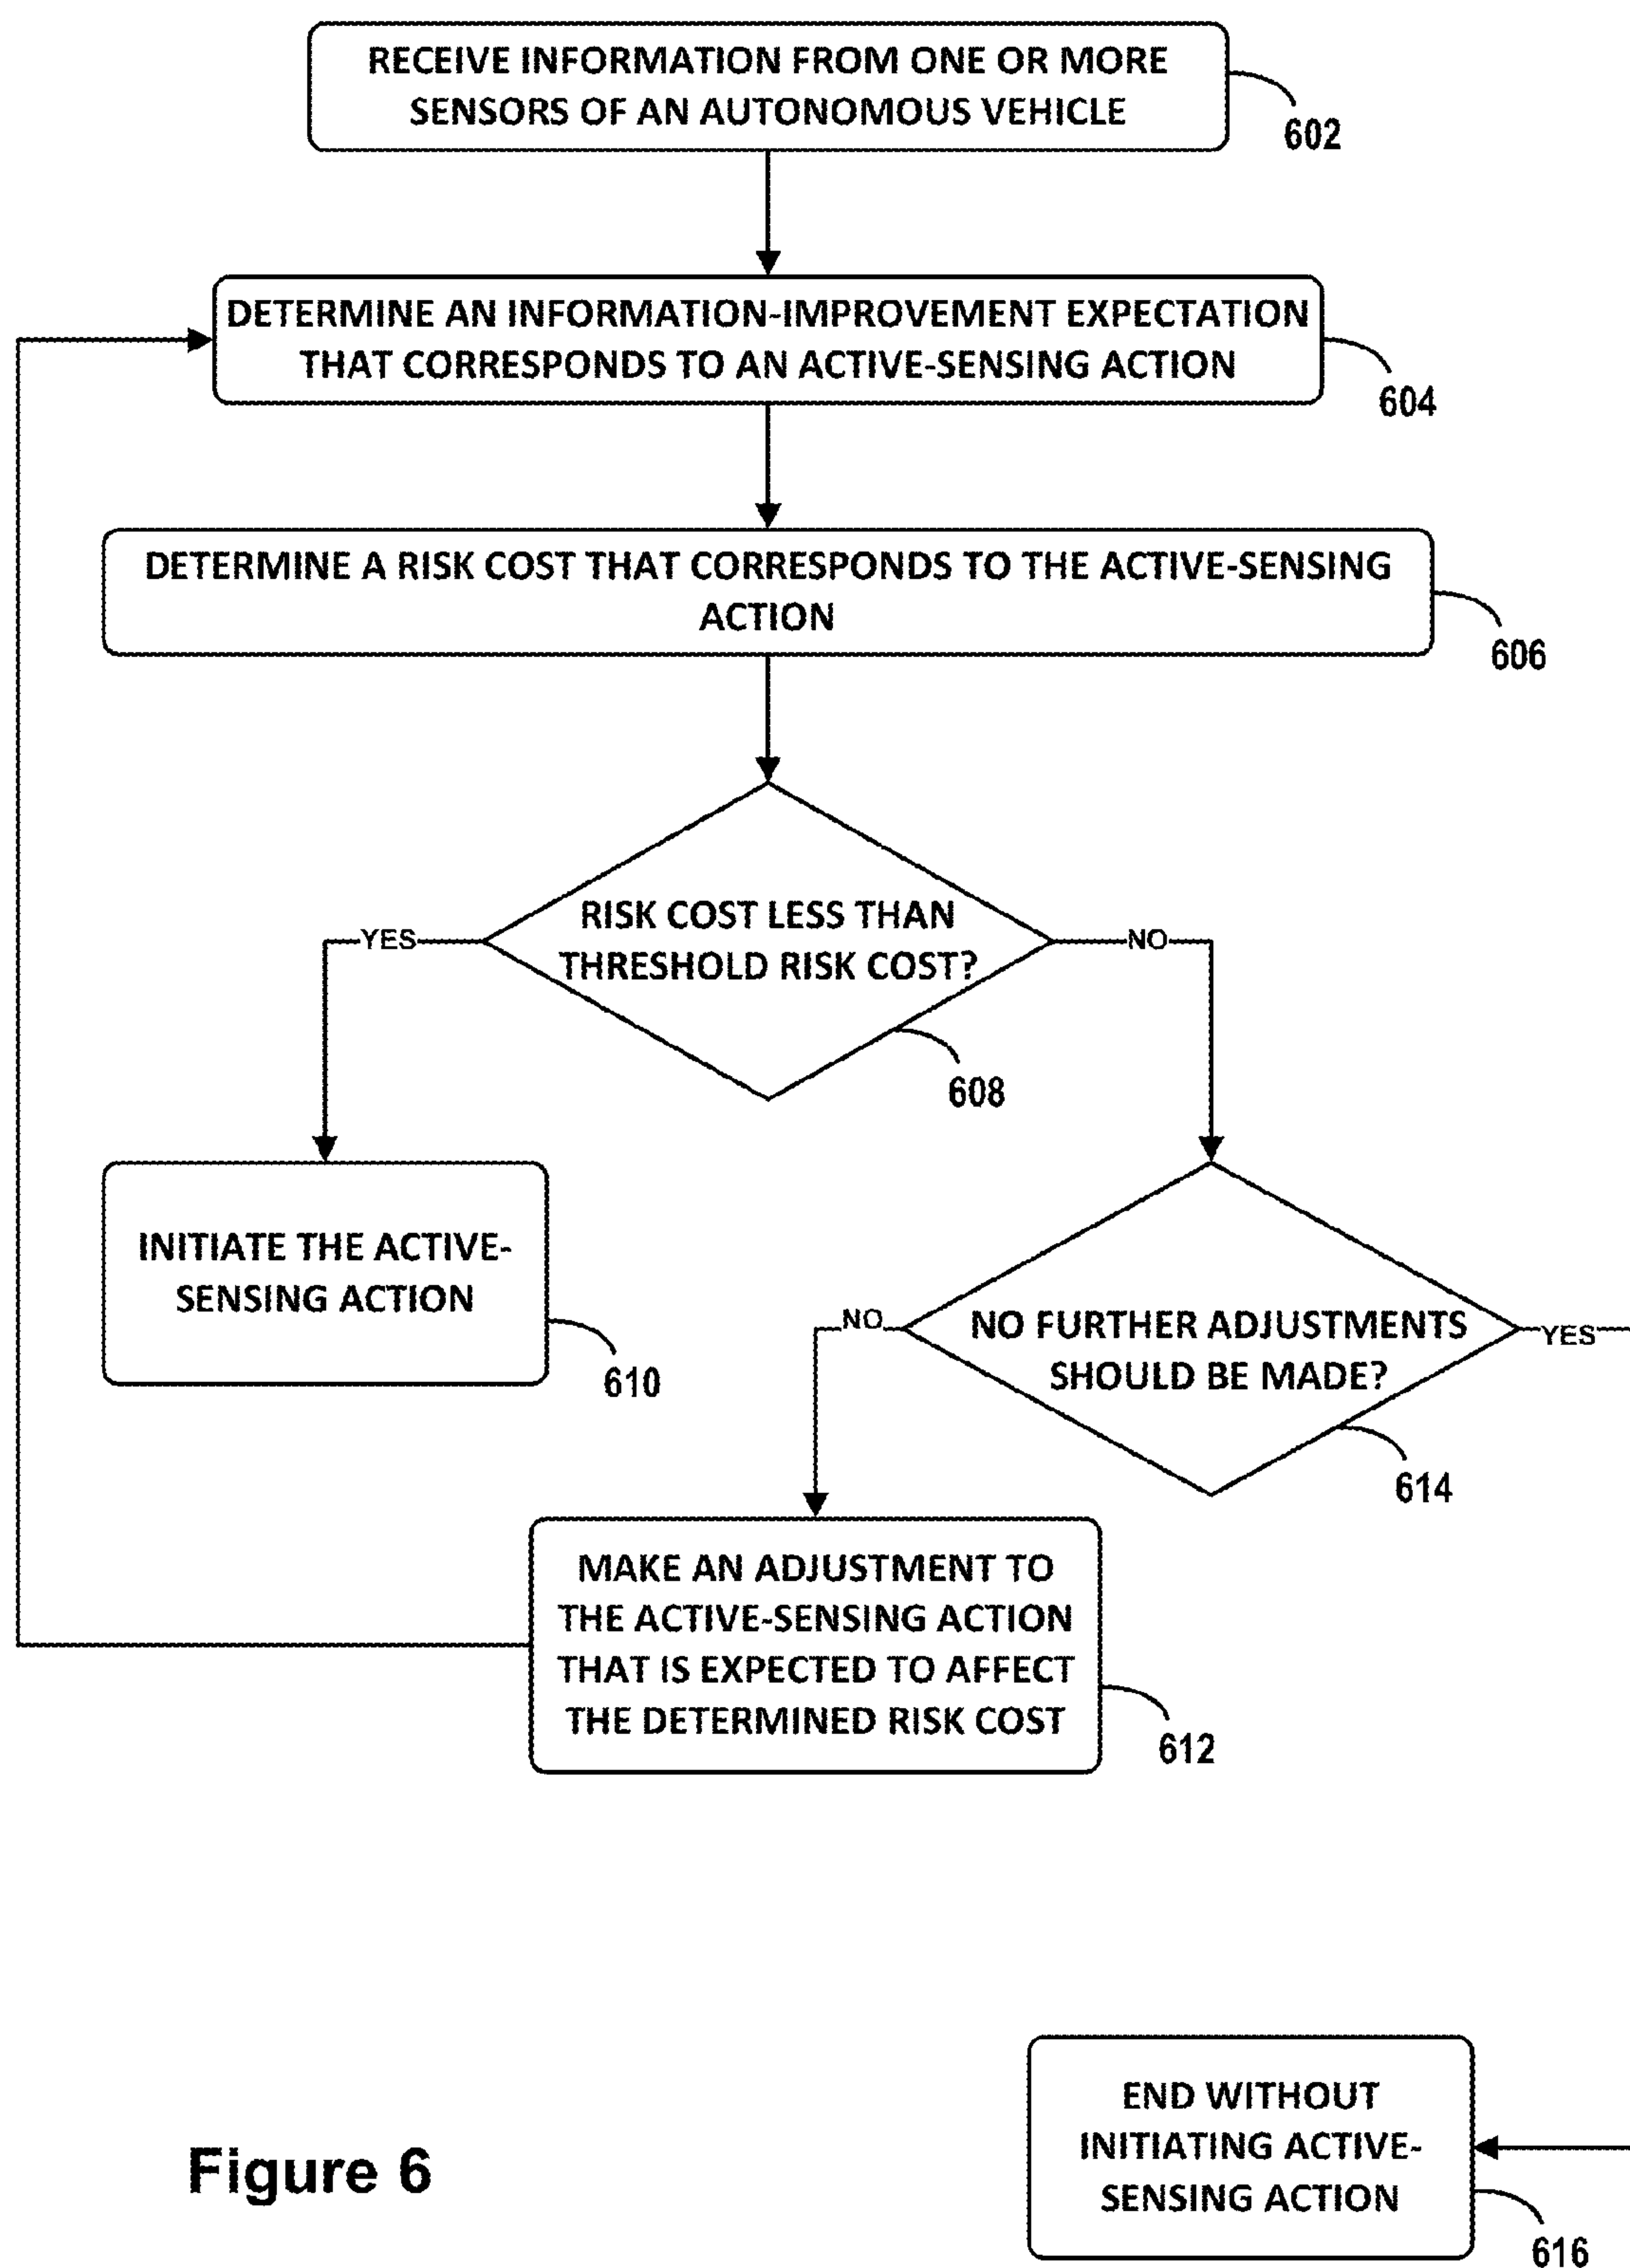 RECEIVE INFORMATION FROM ONE OR MORE
SENSORS OF AN AUTONOMOUS VEHICLE
602
DETERMINE AN INFORMATION-IMPROVEMENT EXPECTATION
THAT CORRESPONDS TO AN ACTIVE-SENSING ACTION
604
DETERMINE A RISK COST THAT CORRESPONDS TO THE ACTIVE-SENSING
ACTION
606
RISK COST LESS THAN
THRESHOLD RISK COST?
YES
NO
608
INITIATE THE ACTIVE-
SENSING ACTION
610
NO FURTHER ADJUSTMENTS
SHOULD BE MADE?
NO
YES
614
MAKE AN ADJUSTMENT TO
THE ACTIVE-SENSING ACTION
THAT IS EXPECTED TO AFFECT
THE DETERMINED RISK COST
612
END WITHOUT
INITIATING ACTIVE-
SENSING ACTION
616
Figure 6